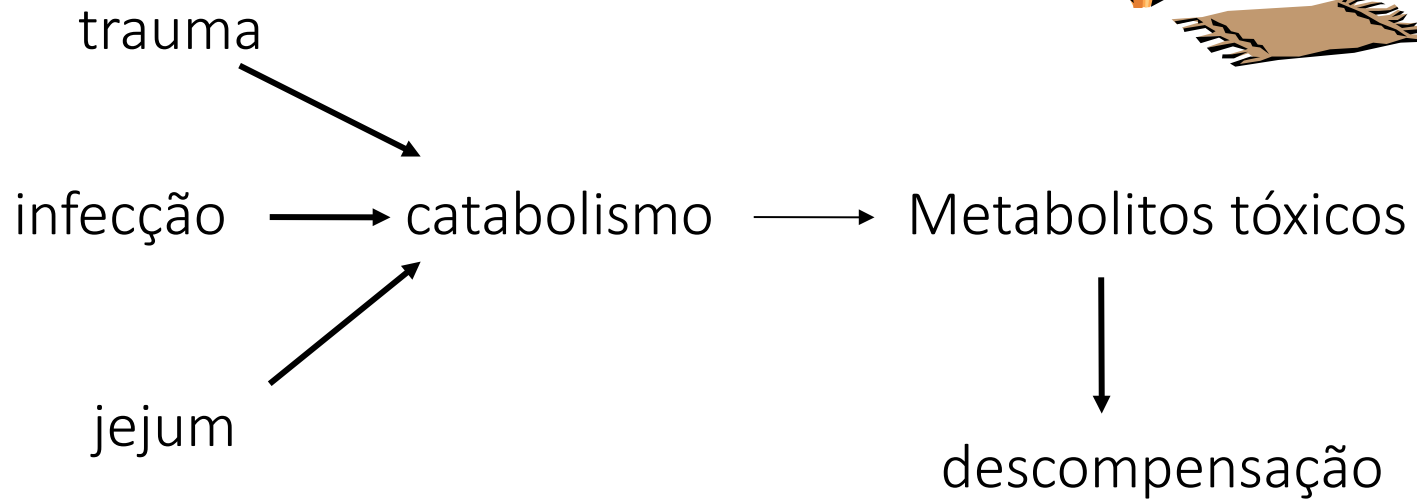 trauma
infecção
catabolismo
Metabolitos tóxicos
jejum
descompensação